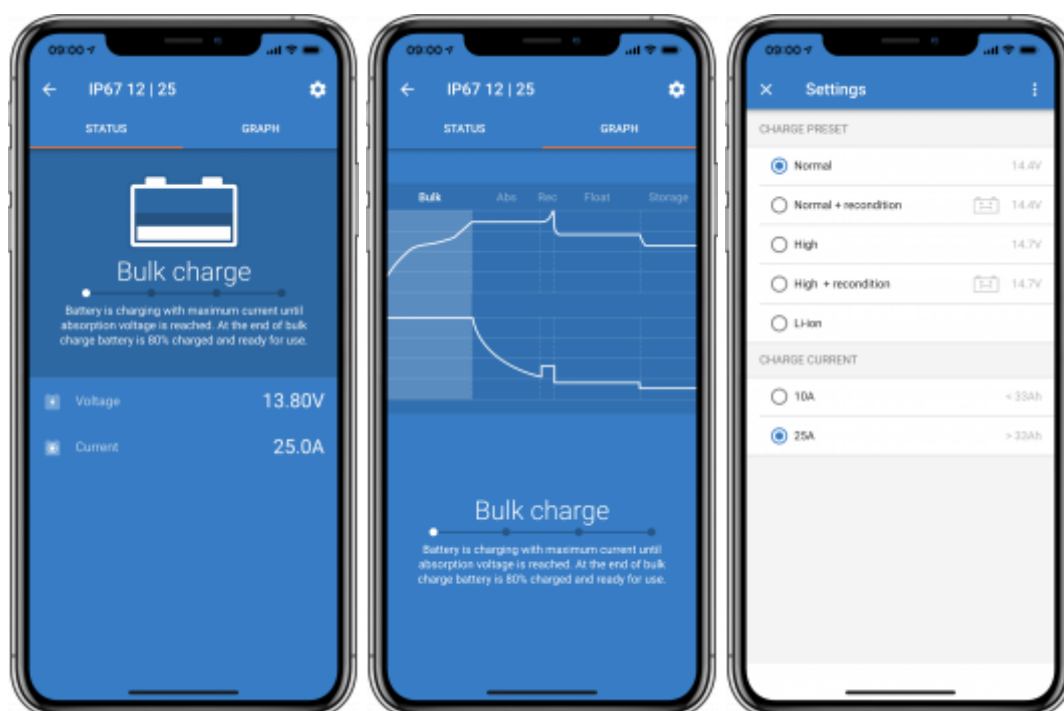 09:00
IP67 12 | 25
STATUS GRAPH
Bulk charge
Battery is charging with maximum current until
absorption voltage is reached. At the end of bulk
charge battery is 80% charged and ready for use.
Voltage 13.80V
Current 25.0A
09:00
IP67 12 | 25
STATUS GRAPH
Bulk Abs Rec Float Storage
Bulk charge
Battery is charging with maximum current until
absorption voltage is reached. At the end of bulk
charge battery is 80% charged and ready for use.
09:00
Settings
CHARGE PRESET
Normal 14.4V
Normal + recondition 14.4V
High 14.7V
High + recondition 14.7V
Li-ion
CHARGE CURRENT
10A < 33Ah
25A > 33Ah